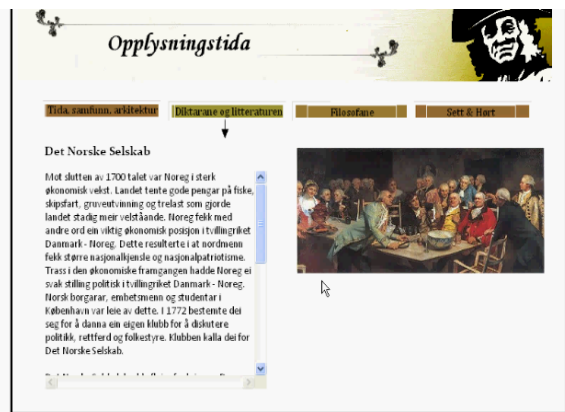 Opplysningstida
Tida, samfunn, arkitektur
Diktarane og litteraturen
Filosofane
Sett & Hørt
Det Norske Selskab
Mot slutten av 1700 talet var Noreg i sterk
økonomisk vekst. Landet tente gode pengar på fiske,
skipsfart, gruveutvinning og trelast som gjorde
landet stadig meir velståande. Noreg fekk med
andre ord ein viktig økonomisk posisjon i tvillingriket
Danmark - Noreg. Dette resulterte i at nordmenn
fekk større nasjonalkjensle og nasjonalpatriotisme.
Trass i den økonomiske framgangen hadde Noreg ei
svak stilling politisk i tvillingriket Danmark - Noreg.
Norsk borgarar, embetsmenn og studentar i
København var leie av dette. I 1772 bestemte dei
seg for å danna ein eigen klubb for å diskutere
politikk, rettferd og folkestyre. Klubben kalla dei for
Det Norske Selskab.